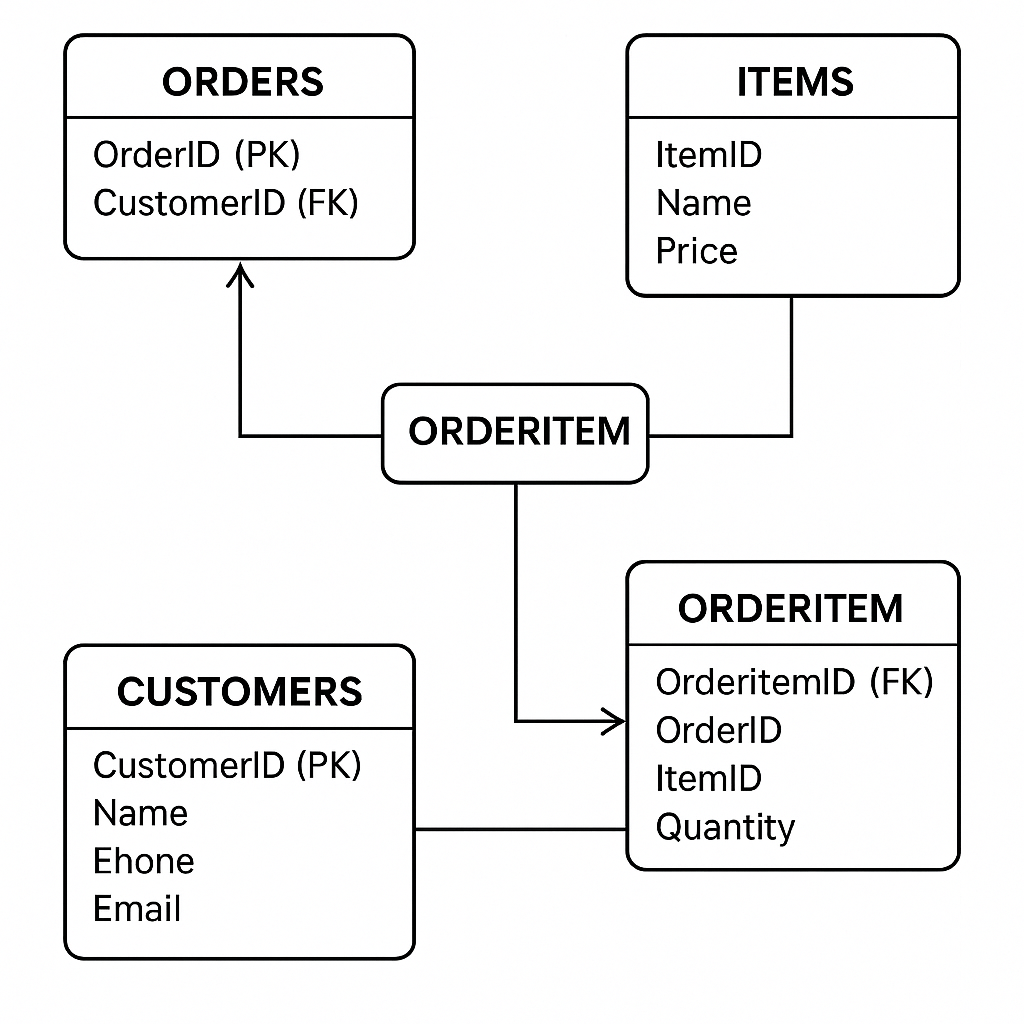 ORDERS
OrderID (PK)
CustomerID (FK)
ITEMS
ItemID
Name
Price
ORDERITEM
ORDERITEM
OrderitemID (FK)
OrderID
ItemID
Quantity
CUSTOMERS
CustomerID (PK)
Name
Ehone
Email